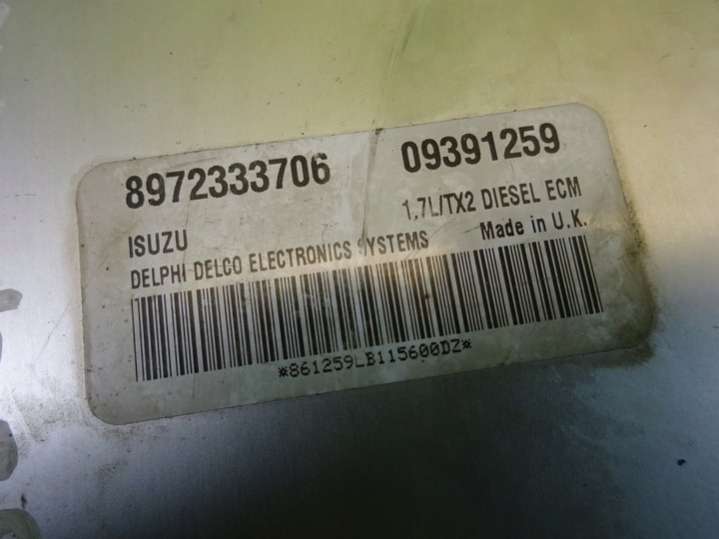 8972333706 09391259
ISUZU 1,7L/TX2 DIESEL ECM
DELPHI DELCO ELECTRONICS SYSTEMS Made in U.K.
*861259LB115600DZ*